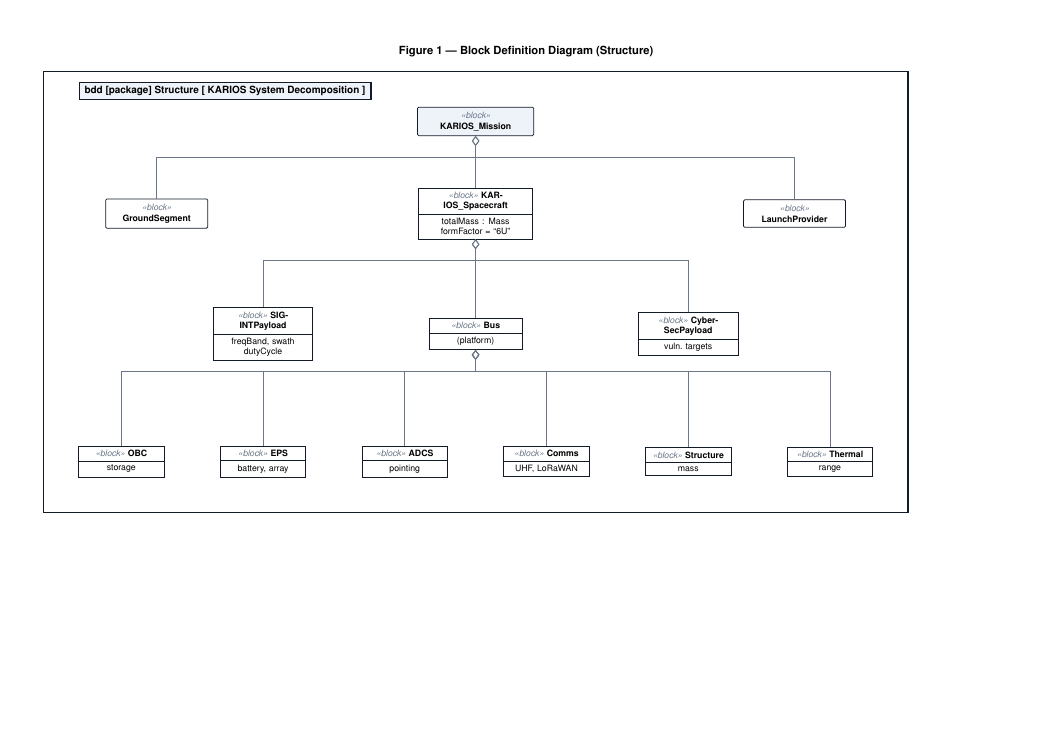 Figure 1 — Block Definition Diagram (Structure)
bdd [package] Structure [ KARIOS System Decomposition ]
«block»
KARIOS_Mission
«block»
GroundSegment
«block» KAR-
IOS_Spacecraft
totalMass : Mass
formFactor = “6U”
«block»
LaunchProvider
«block» SIG-
INTPayload
freqBand, swath
dutyCycle
«block» Bus
(platform)
«block» Cyber-
SecPayload
vuln. targets
«block» OBC
storage
«block» EPS
battery, array
«block» ADCS
pointing
«block» Comms
UHF, LoRaWAN
«block» Structure
mass
«block» Thermal
range